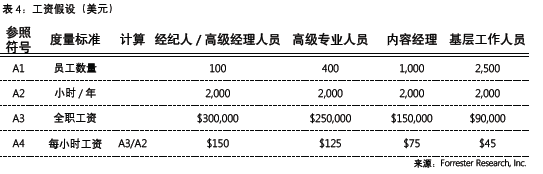 表 4：工资假设（美元）
参照符号 度量标准 计算 经纪人 / 高级经理人员 高级专业人员 内容经理 基层工作人员
A1 员工数量 100 400 1,000 2,500
A2 小时 / 年 2,000 2,000 2,000 2,000
A3 全职工资 $300,000 $250,000 $150,000 $90,000
A4 每小时工资 A3/A2 $150 $125 $75 $45
来源：Forrester Research, Inc.